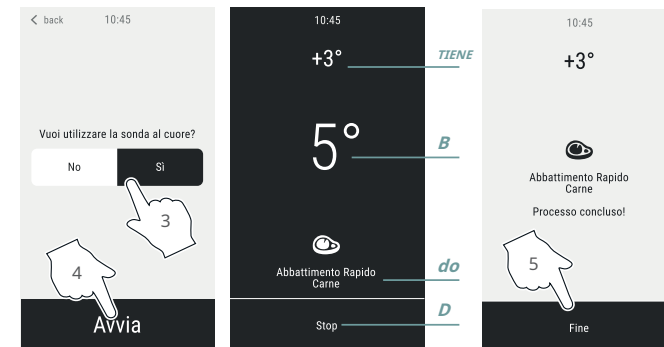 back 10:45
Vuoi utilizzare la sonda al cuore?
No Sì
3
4
Avvia
10:45
+3°
TIENE
5°
B
Abbattimento Rapido
Carne
do
Stop
D
10:45
+3°
Abbattimento Rapido
Carne
Processo concluso!
5
Fine